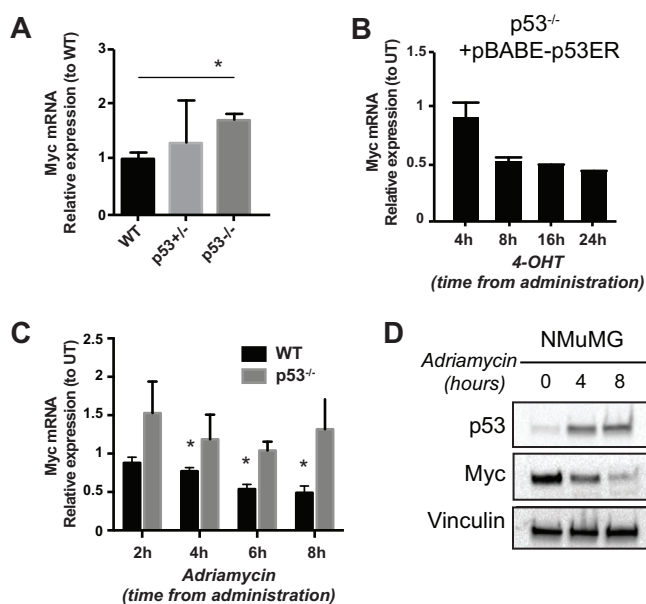 A
Myc mRNA
Relative expression (to WT)
3
2
1
0
*
WT
p53+/-
p53-/-
B
p53-/-
+pBABE-p53ER
Myc mRNA
Relative expression (to UT)
1.5
1
0.5
0
4h 8h 16h 24h
4-OHT
(time from administration)
C
Myc mRNA
Relative expression (to UT)
2.5
2
1.5
1
0.5
0
WT
p53-/-
* * *
2h 4h 6h 8h
Adriamycin
(time from administration)
D
NMuMG
Adriamycin
(hours) 0 4 8
p53
Myc
Vinculin